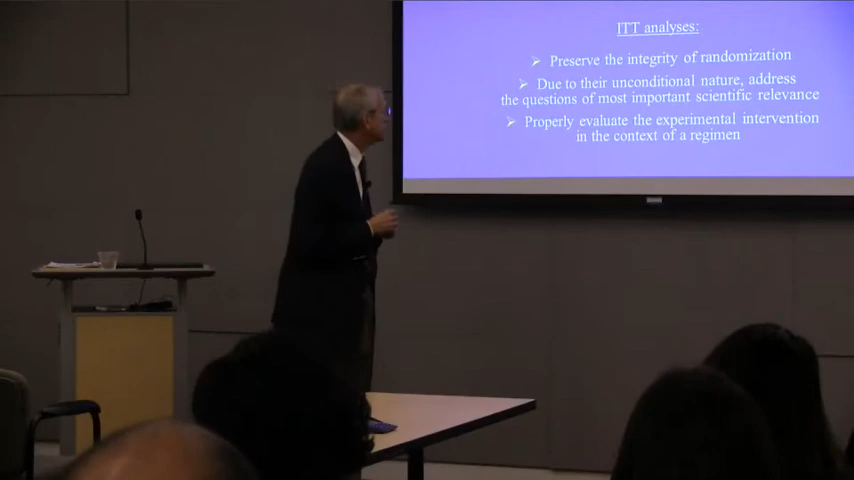 ITT analyses:
➢ Preserve the integrity of randomization
➢ Due to their unconditional nature, address
the questions of most important scientific relevance
➢ Properly evaluate the experimental intervention
in the context of a regimen